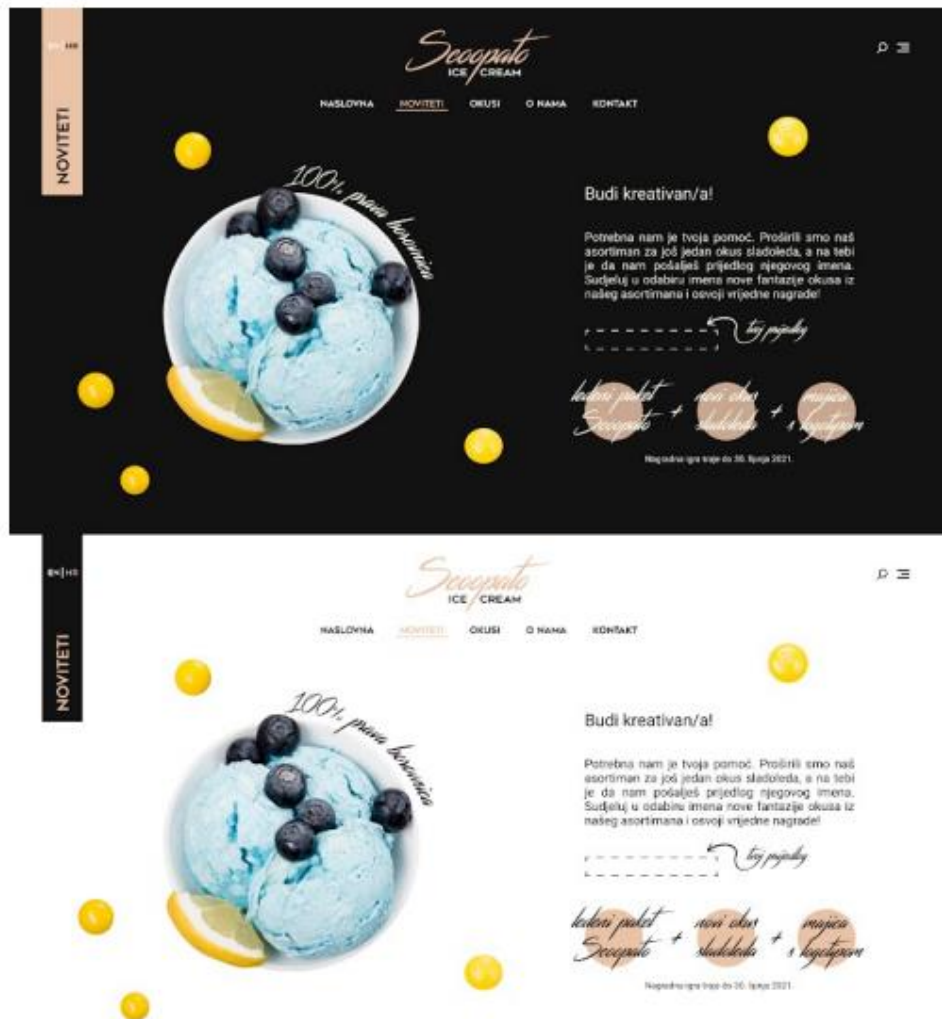 EN|HR
NOVITETI
Scoopato
ICE CREAM
NASLOVNA NOVITETI OKUSI O NAMA KONTAKT
100% prava borovnica
Budi kreativan/a!
Potrebna nam je tvoja pomoć. Proširili smo naš
asortiman za još jedan okus sladoleda, a na tebi
je da nam pošalješ prijedlog njegovog imena.
Sudjeluj u odabiru imena nove fantazije okusa iz
našeg asortimana i osvoji vrijedne nagrade!
tvoj prijedlog
ledeni paket
Scoopato
+
novi okus
sladoleda
+
majica
s logotipom
Nagradna igra traje do 30. lipnja 2021.
EN|HR
NOVITETI
Scoopato
ICE CREAM
NASLOVNA NOVITETI OKUSI O NAMA KONTAKT
100% prava borovnica
Budi kreativan/a!
Potrebna nam je tvoja pomoć. Proširili smo naš
asortiman za još jedan okus sladoleda, a na tebi
je da nam pošalješ prijedlog njegovog imena.
Sudjeluj u odabiru imena nove fantazije okusa iz
našeg asortimana i osvoji vrijedne nagrade!
tvoj prijedlog
ledeni paket
Scoopato
+
novi okus
sladoleda
+
majica
s logotipom
Nagradna igra traje do 30. lipnja 2021.